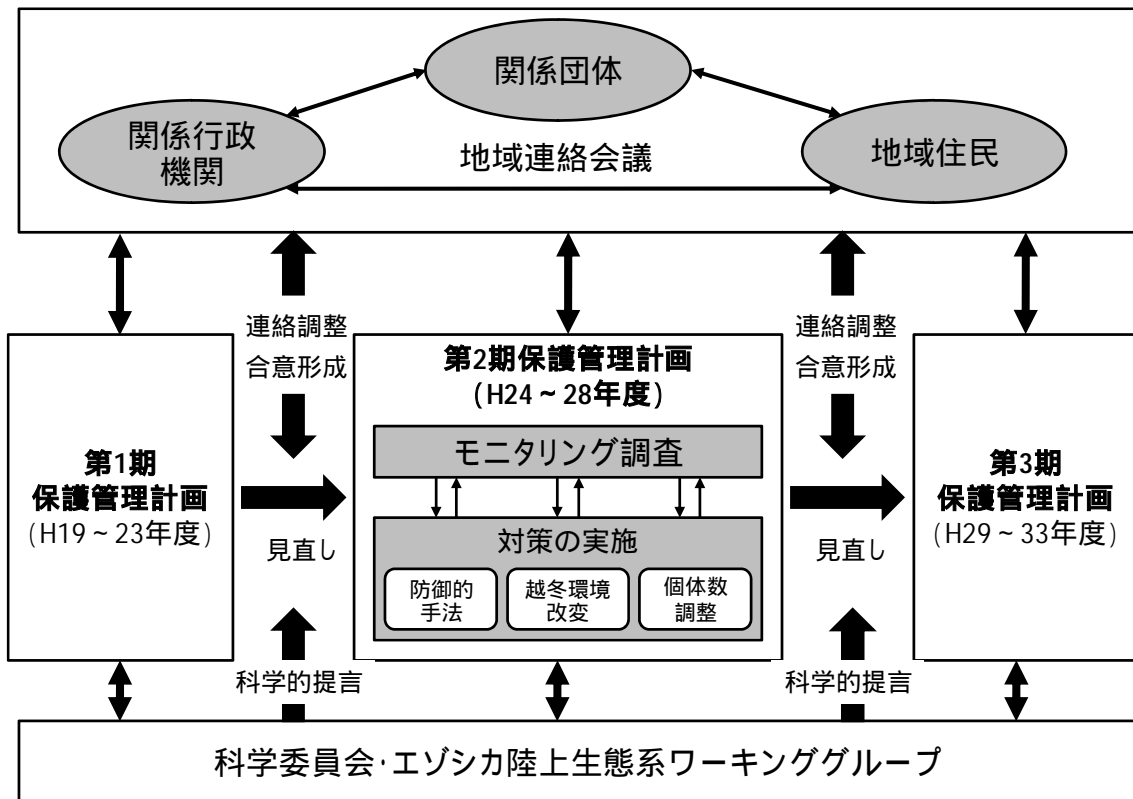 関係団体
関係行政
機関
地域連絡会議
地域住民
連絡調整
合意形成
連絡調整
合意形成
第1期
保護管理計画
(H19～23年度)
見直し
第2期保護管理計画
(H24～28年度)
モニタリング調査
対策の実施
防御的
手法
越冬環境
改変
個体数
調整
見直し
第3期
保護管理計画
(H29～33年度)
科学的提言
科学的提言
科学委員会・エゾシカ陸上生態系ワーキンググループ